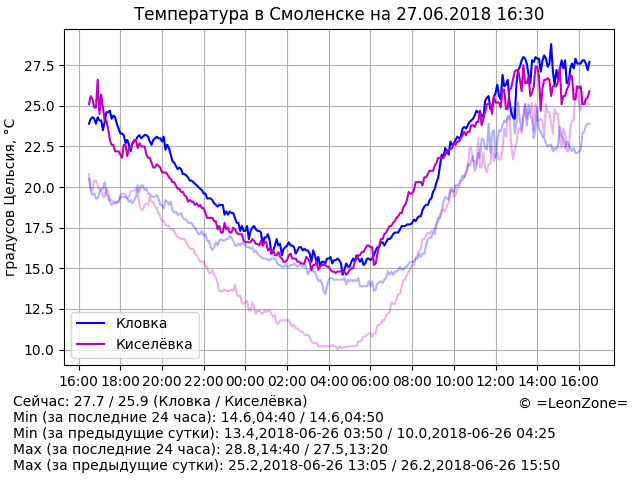 Температура в Смоленске на 27.06.2018 16:30
градусов Цельсия, °C
27.5
25.0
22.5
20.0
17.5
15.0
12.5
10.0
Кловка
Киселёвка
16:00 18:00 20:00 22:00 00:00 02:00 04:00 06:00 08:00 10:00 12:00 14:00 16:00
Сейчас: 27.7 / 25.9 (Кловка / Киселёвка)
© =LeonZone=
Min (за последние 24 часа): 14.6,04:40 / 14.6,04:50
Min (за предыдущие сутки): 13.4,2018-06-26 03:50 / 10.0,2018-06-26 04:25
Max (за последние 24 часа): 28.8,14:40 / 27.5,13:20
Max (за предыдущие сутки): 25.2,2018-06-26 13:05 / 26.2,2018-06-26 15:50